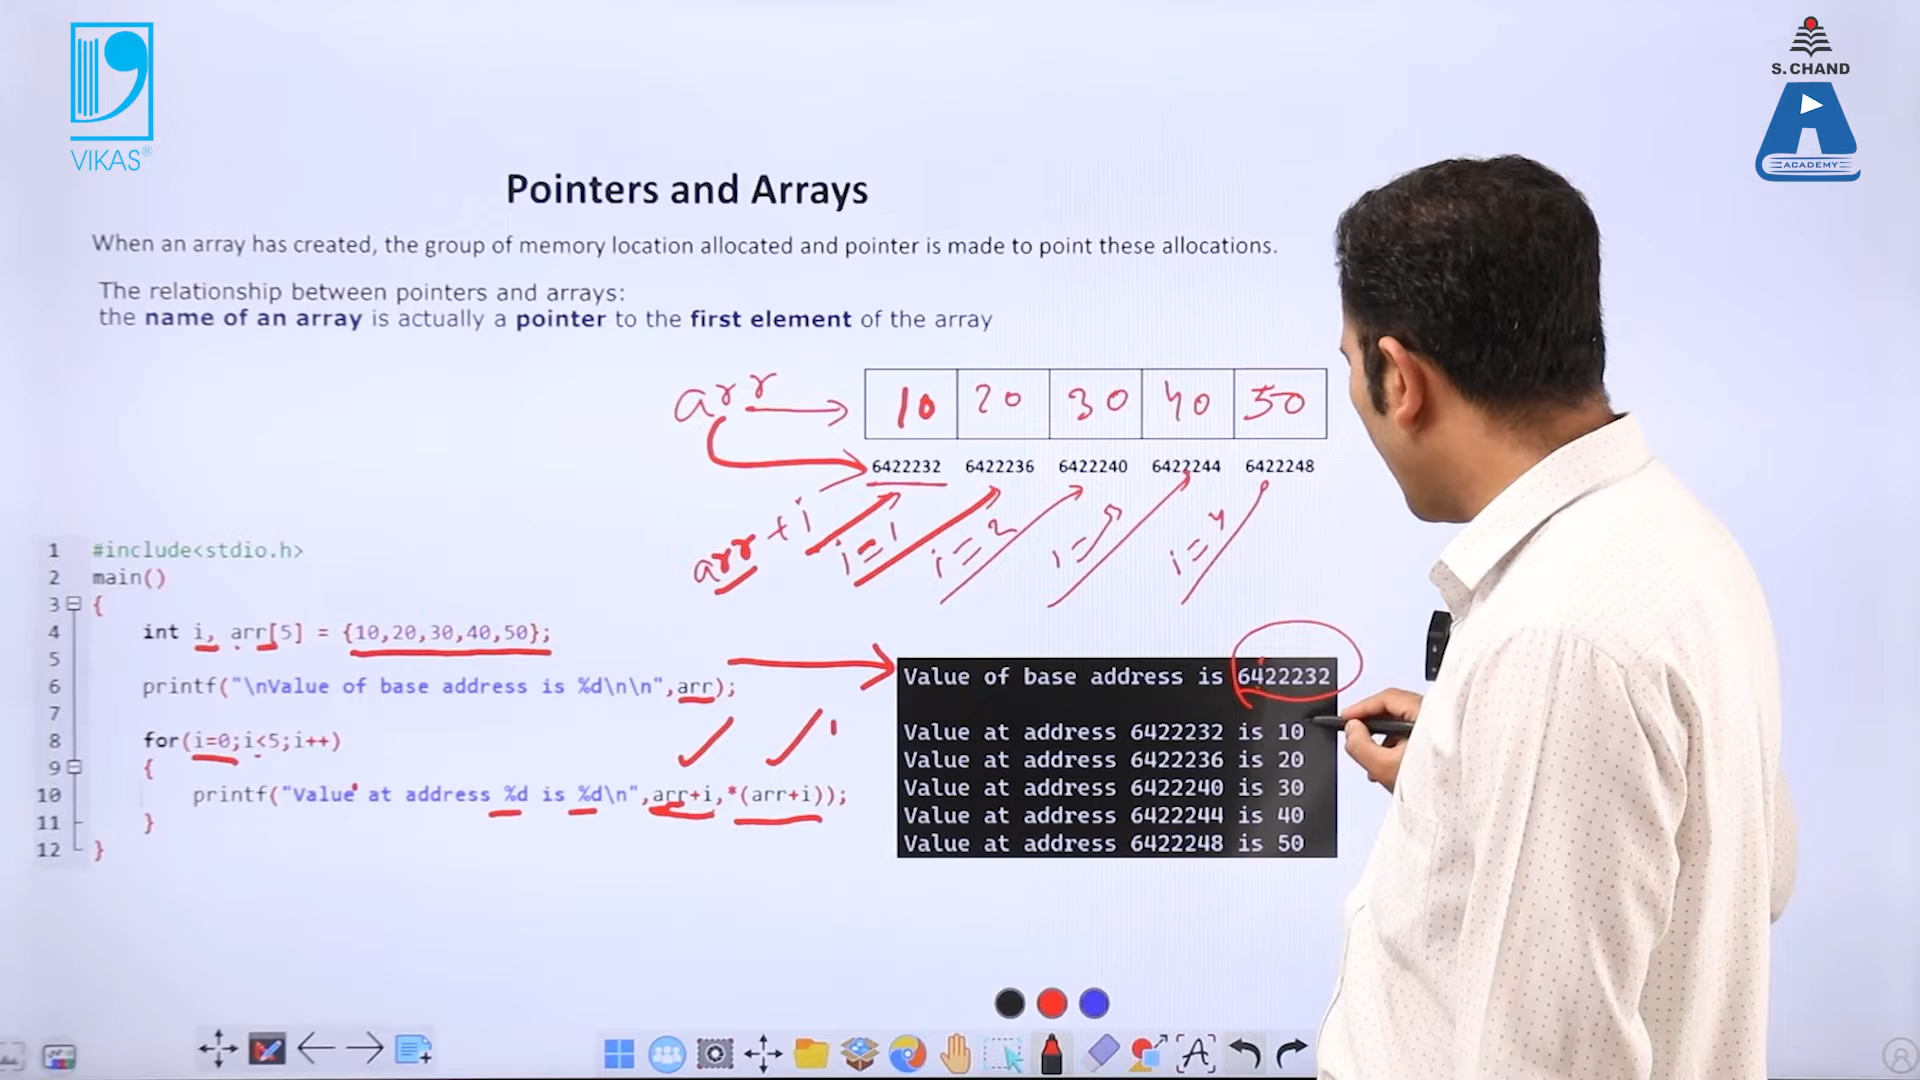 VIKAS®
S. CHAND
ACADEMY
Pointers and Arrays
When an array has created, the group of memory location allocated and pointer is made to point these allocations.
The relationship between pointers and arrays:
the name of an array is actually a pointer to the first element of the array
arr
10 20 30 40 50
6422232 6422236 6422240 6422244 6422248
arr + i
i=1
i=2
i=3
i=4
1 #include<stdio.h>
2 main()
3 {
4 int i, arr[5] = {10,20,30,40,50};
5
6 printf("\nValue of base address is %d\n\n",arr);
7
8 for(i=0;i<5;i++)
9 {
10 printf("Value at address %d is %d\n",arr+i,*(arr+i));
11 }
12 }
Value of base address is 6422232
Value at address 6422232 is 10
Value at address 6422236 is 20
Value at address 6422240 is 30
Value at address 6422244 is 40
Value at address 6422248 is 50